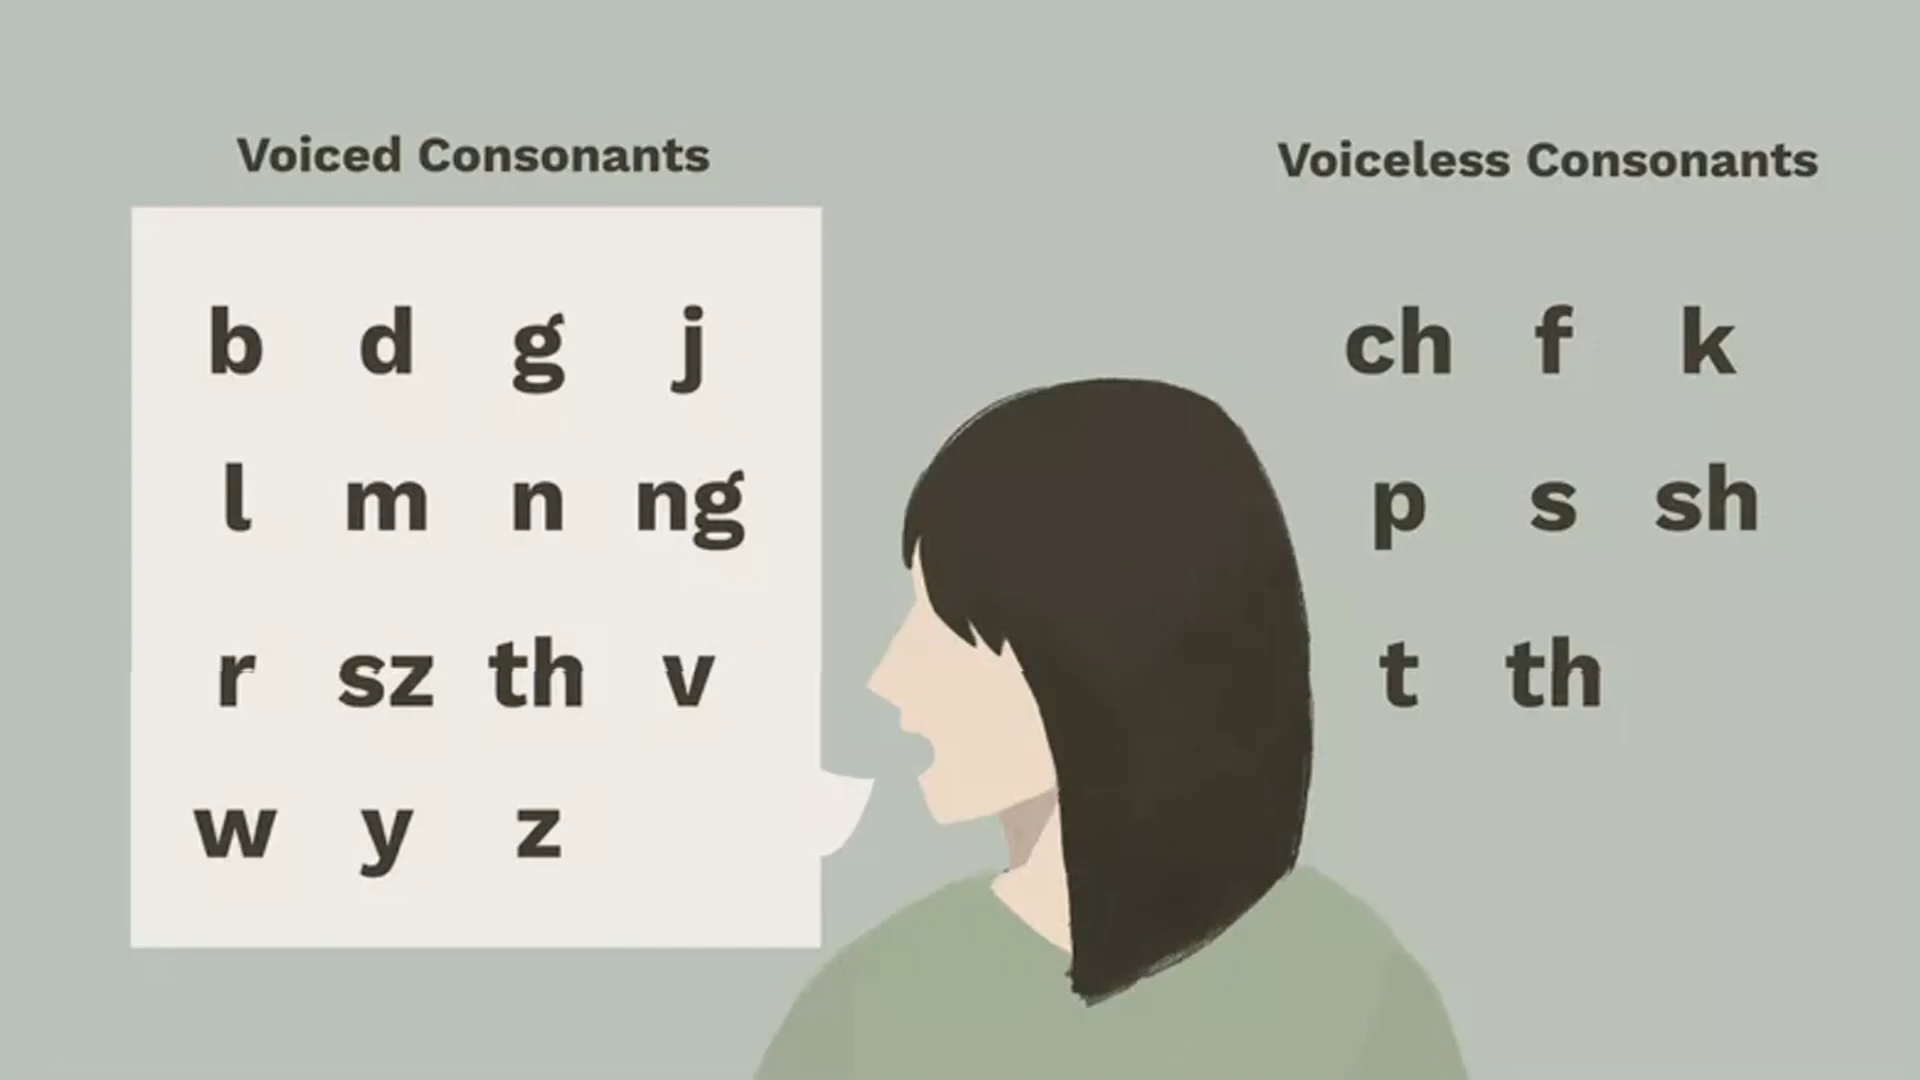 Voiced Consonants
b d g j
l m n ng
r sz th v
w y z
Voiceless Consonants
ch f k
p s sh
t th